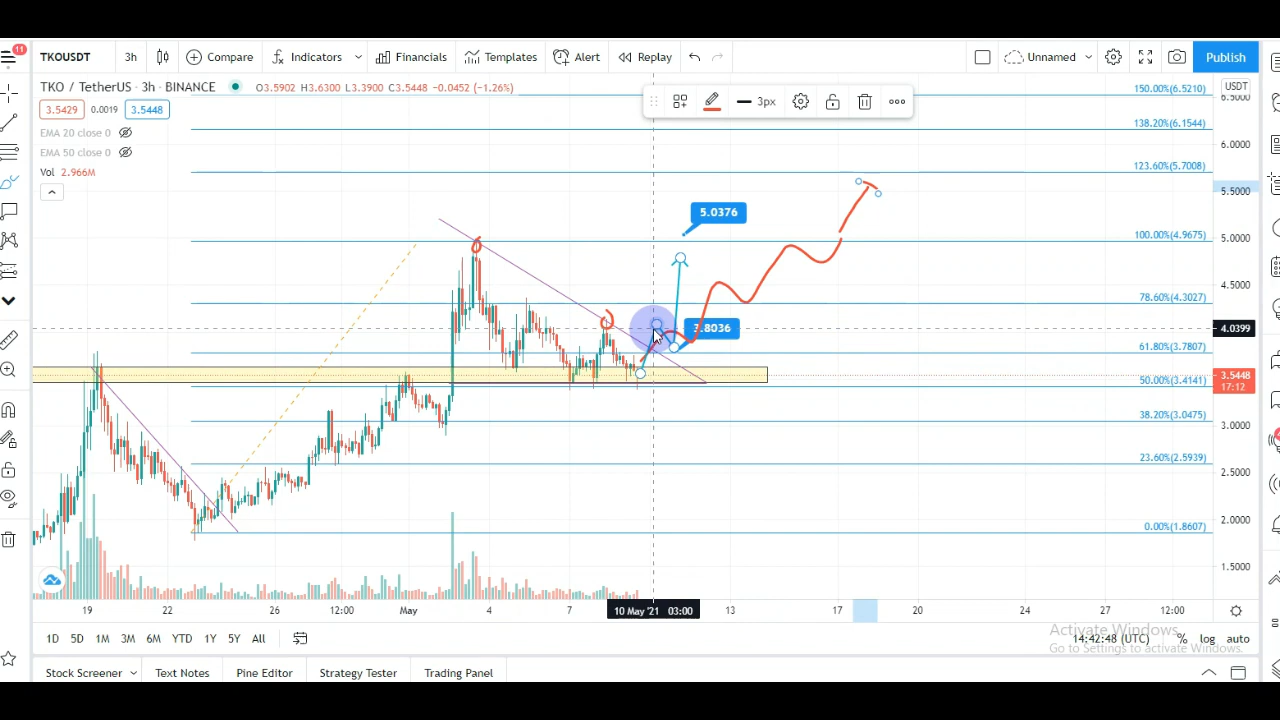 11
TKOUSDT 3h Compare Indicators Financials Templates Alert Replay Unnamed Publish
TKO / TetherUS · 3h · BINANCE O3.5902 H3.6300 L3.3900 C3.5448 -0.0452 (-1.26%)
USDT
3.5429 0.0019 3.5448
3px
EMA 20 close 0
EMA 50 close 0
Vol 2.966M
150.00%(6.5210)
138.20%(6.1544)
123.60%(5.7008)
100.00%(4.9675)
78.60%(4.3027)
61.80%(3.7807)
50.00%(3.4141)
38.20%(3.0475)
23.60%(2.5939)
0.00%(1.8607)
5.0376
3.8036
6.5000
6.0000
5.5000
5.0000
4.5000
4.0399
3.5448
17:12
3.0000
2.5000
2.0000
1.5000
19 22 26 12:00 May 4 7 10 May '21 03:00 13 17 20 24 27 12:00
1D 5D 1M 3M 6M YTD 1Y 5Y All 14:42:48 (UTC) % log auto
Activate Windows
Go to Settings to activate Windows.
Stock Screener Text Notes Pine Editor Strategy Tester Trading Panel